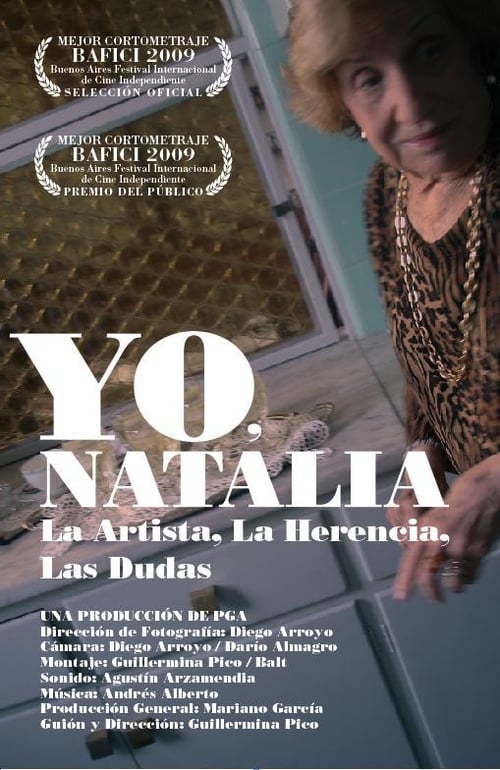 MEJOR CORTOMETRAJE
BAFICI 2009
Buenos Aires Festival Internacional
de Cine Independiente
SELECCIÓN OFICIAL
MEJOR CORTOMETRAJE
BAFICI 2009
Buenos Aires Festival Internacional
de Cine Independiente
PREMIO DEL PÚBLICO
YO,
NATALIA
La Artista, La Herencia,
Las Dudas
UNA PRODUCCIÓN DE PGA
Dirección de Fotografíia: Diego Arroyo
Cámara: Diego Arroyo / Darío Almagro
Montaje: Guillermina Pico / Balt
Sonido: Agustín Arzamendia
Música: Andrés Alberto
Producción General: Mariano García
Guión y Dirección: Guillermina Pico